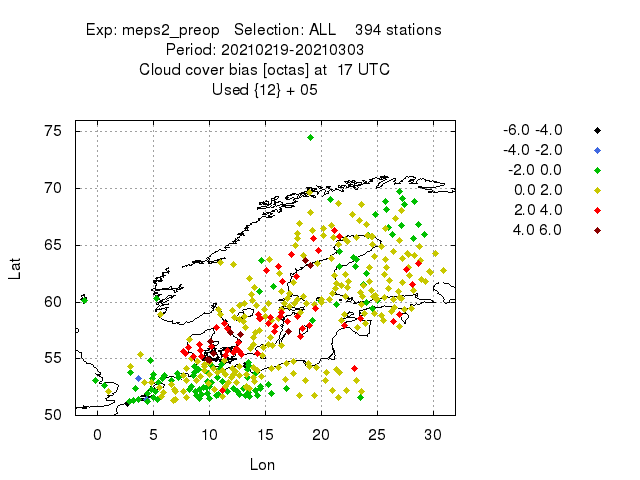 Exp: meps2_preop Selection: ALL 394 stations
Period: 20210219-20210303
Cloud cover bias [octas] at 17 UTC
Used {12} + 05
-6.0 -4.0
-4.0 -2.0
-2.0 0.0
0.0 2.0
2.0 4.0
4.0 6.0
75
70
65
60
55
50
Lat
0 5 10 15 20 25 30
Lon